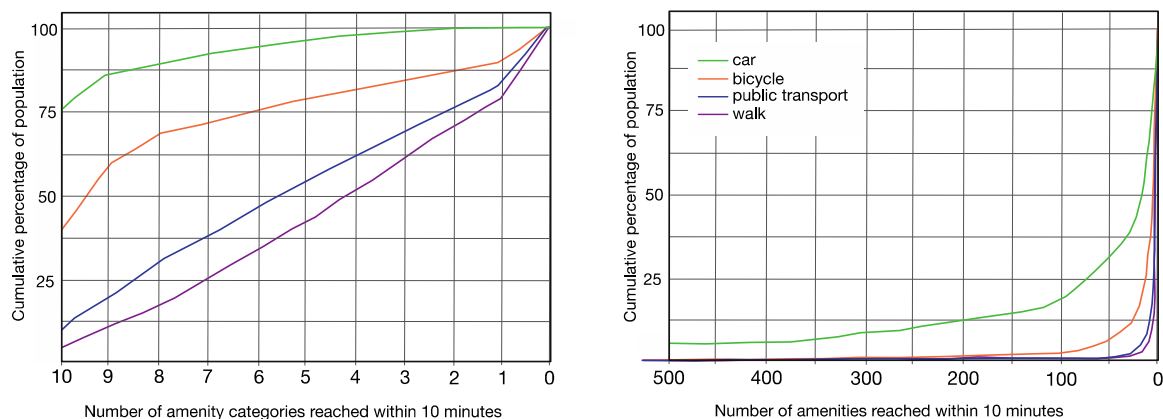 Cumulative percentage of population
100
75
50
25
10 9 8 7 6 5 4 3 2 1 0
Number of amenity categories reached within 10 minutes
Cumulative percentage of population
100
75
50
25
car
bicycle
public transport
walk
500 400 300 200 100 0
Number of amenities reached within 10 minutes